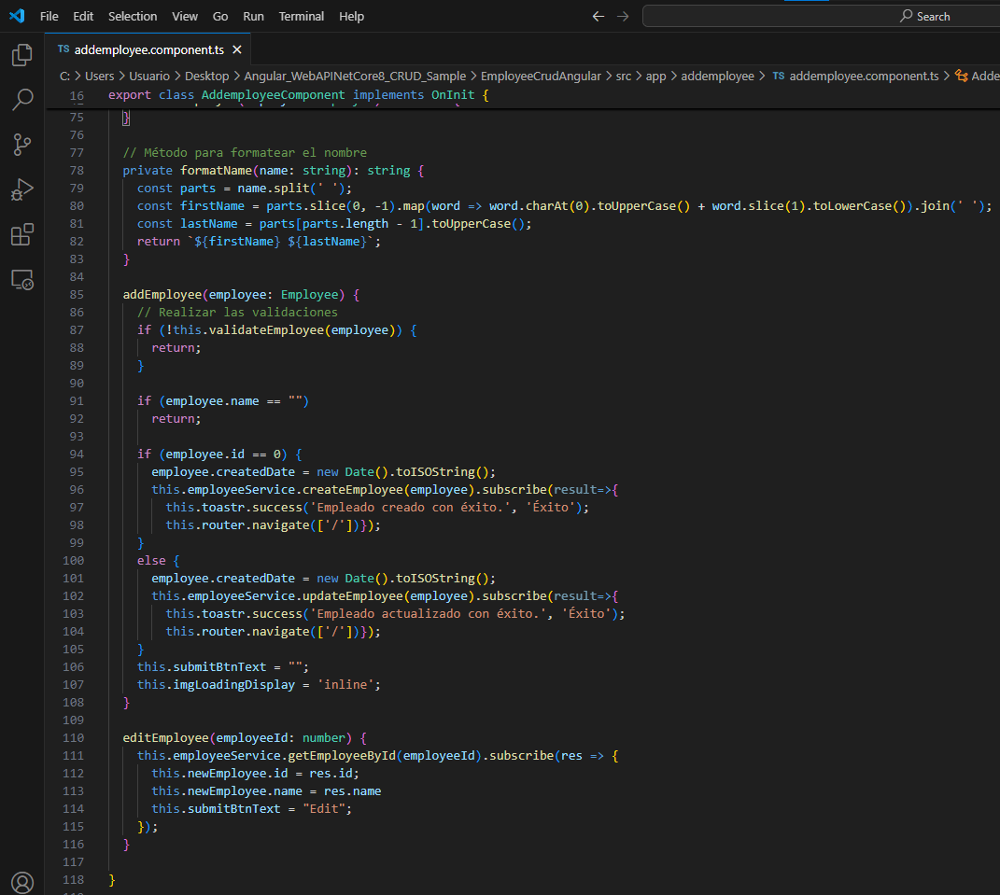 File Edit Selection View Go Run Terminal Help Search
TS addemployee.component.ts
C: > Users > Usuario > Desktop > Angular_WebAPINetCore8_CRUD_Sample > EmployeeCrudAngular > src > app > addemployee > TS addemployee.component.ts > Adde
16 export class AddemployeeComponent implements OnInit {
75 }
76
77 // Método para formatear el nombre
78 private formatName(name: string): string {
79 const parts = name.split(' ');
80 const firstName = parts.slice(0, -1).map(word => word.charAt(0).toUpperCase() + word.slice(1).toLowerCase()).join(' ');
81 const lastName = parts[parts.length - 1].toUpperCase();
82 return `${firstName} ${lastName}`;
83 }
84
85 addEmployee(employee: Employee) {
86 // Realizar las validaciones
87 if (!this.validateEmployee(employee)) {
88 return;
89 }
90
91 if (employee.name == "")
92 return;
93
94 if (employee.id == 0) {
95 employee.createdDate = new Date().toISOString();
96 this.employeeService.createEmployee(employee).subscribe(result=>{
97 this.toastr.success('Empleado creado con éxito.', 'Éxito');
98 this.router.navigate(['/'])});
99 }
100 else {
101 employee.createdDate = new Date().toISOString();
102 this.employeeService.updateEmployee(employee).subscribe(result=>{
103 this.toastr.success('Empleado actualizado con éxito.', 'Éxito');
104 this.router.navigate(['/'])});
105 }
106 this.submitBtnText = "";
107 this.imgLoadingDisplay = 'inline';
108 }
109
110 editEmployee(employeeId: number) {
111 this.employeeService.getEmployeeById(employeeId).subscribe(res => {
112 this.newEmployee.id = res.id;
113 this.newEmployee.name = res.name
114 this.submitBtnText = "Edit";
115 });
116 }
117
118 }